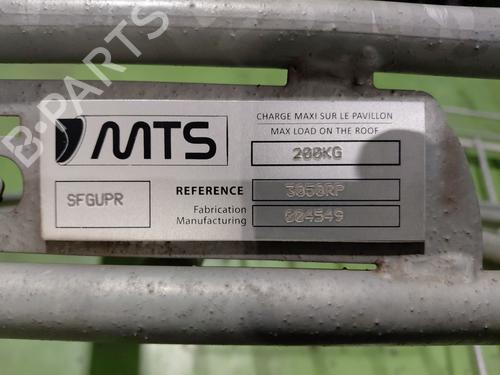 MTS
CHARGE MAXI SUR LE PAVILLON
MAX LOAD ON THE ROOF
200KG
SFGUPR
REFERENCE 3050RP
Fabrication
Manufacturing 004549
B-PARTS